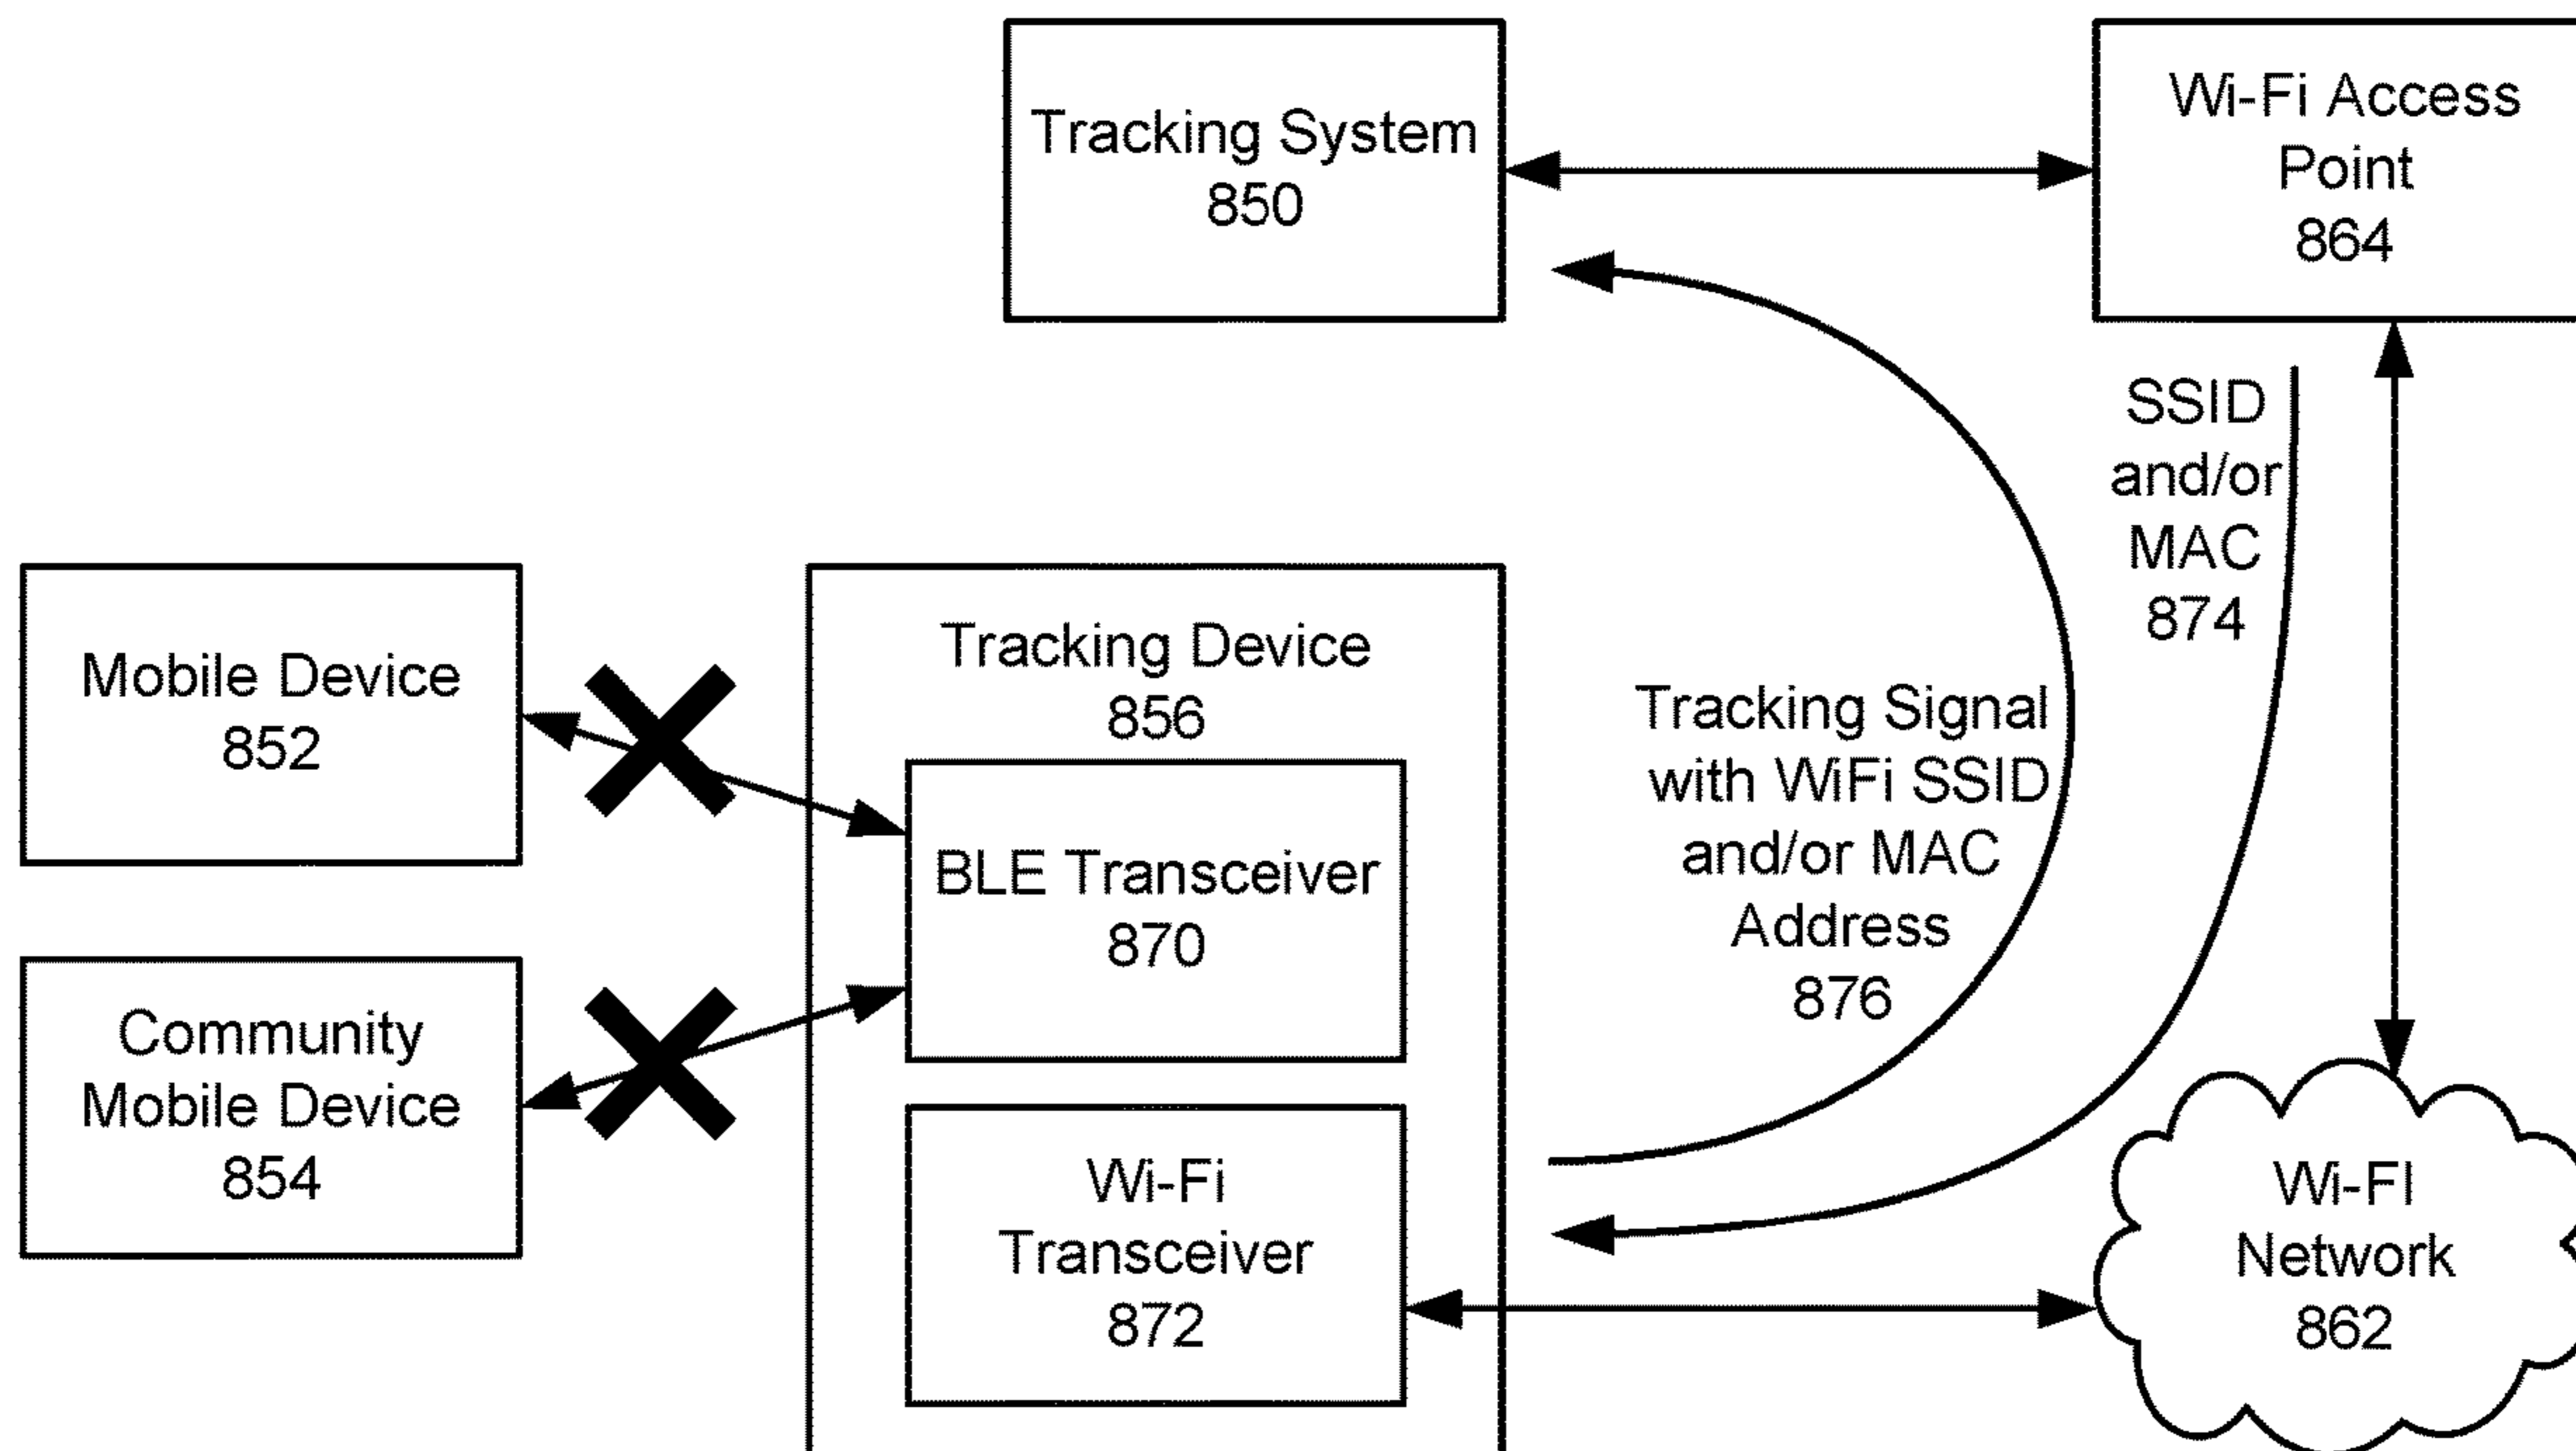 Tracking System
850
Wi-Fi Access
Point
864
SSID
and/or
MAC
874
Mobile Device
852
Tracking Device
856
BLE Transceiver
870
Tracking Signal
with WiFi SSID
and/or MAC
Address
876
Community
Mobile Device
854
Wi-Fi
Transceiver
872
Wi-FI
Network
862